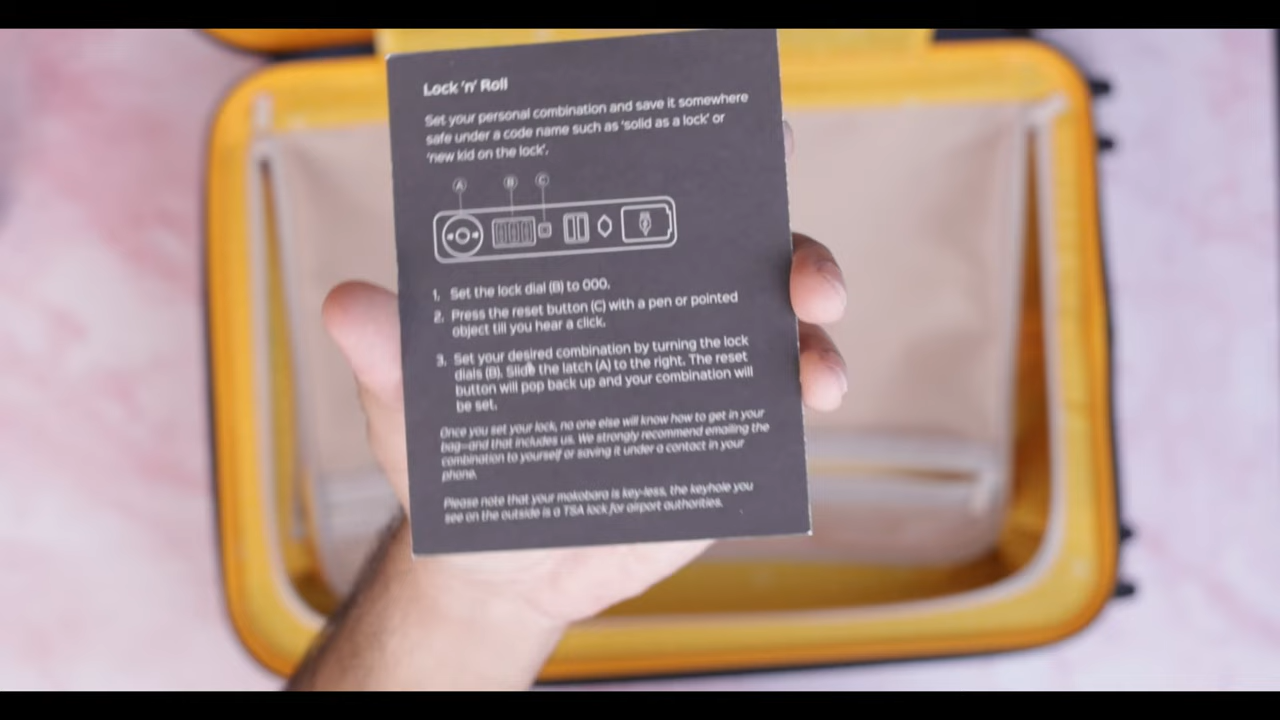 Lock 'n' Roll
Set your personal combination and save it somewhere
safe under a code name such as 'solid as a lock' or
'new kid on the lock'.
A B C
1. Set the lock dial (B) to 000.
2. Press the reset button (C) with a pen or pointed
object till you hear a click.
3. Set your desired combination by turning the lock
dials (B). Slide the latch (A) to the right. The reset
button will pop back up and your combination will
be set.
Once you set your lock, no one else will know how to get in your
bag—and that includes us. We strongly recommend emailing the
combination to yourself or saving it under a contact in your
phone.
Please note that your mokobara is key-less, the keyhole you
see on the outside is a TSA lock for airport authorities.